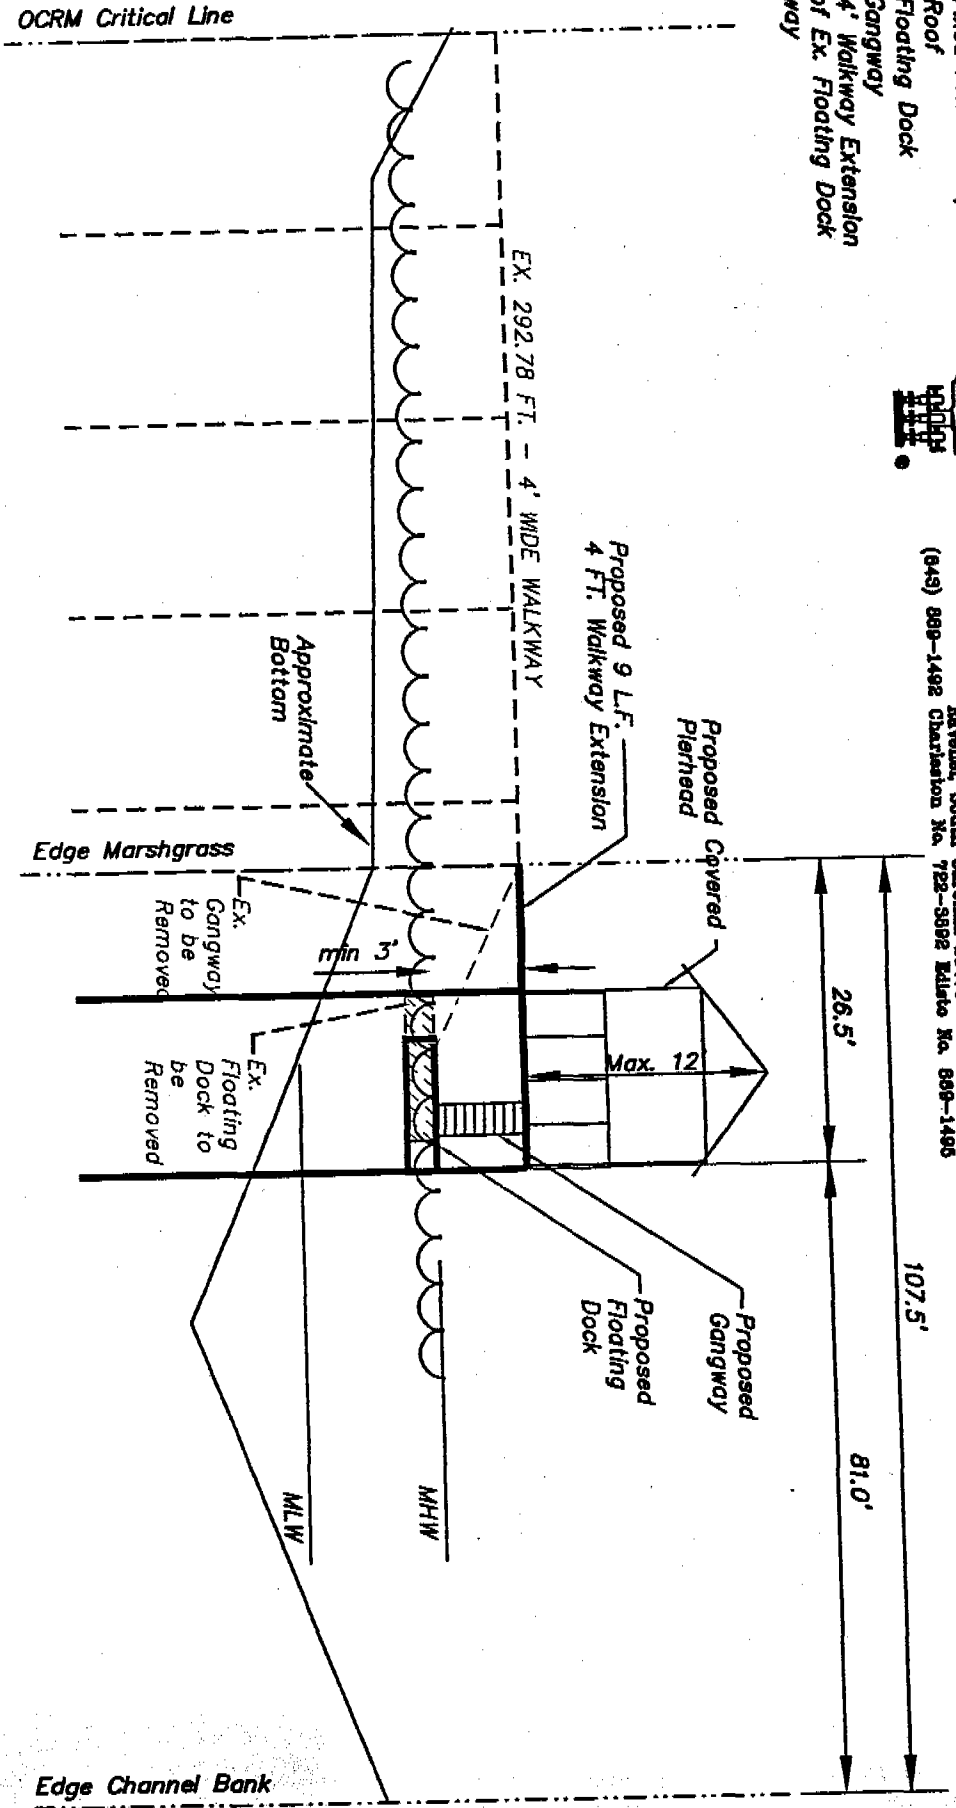 OCRM Critical Line
Roof
Floating Dock
Gangway
4' Walkway Extension
of Ex. Floating Dock
way
(843) 889-1492 Charleston No. 722-3692 Edisto No. 889-1495
EX. 292.78 FT. - 4' WIDE WALKWAY
Proposed 9 L.F.
4 FT. Walkway Extension
Proposed Covered
Pierhead
Approximate
Bottom
Edge Marshgrass
Ex.
Gangway
to be
Removed
min 3'
Max. 12'
26.5'
107.5'
81.0'
Ex.
Floating
Dock to
be
Removed
Proposed
Gangway
Proposed
Floating
Dock
MHW
MLW
Edge Channel Bank